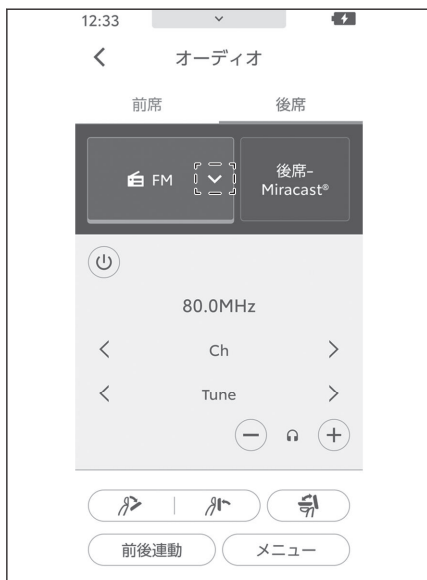 12:33
オーディオ
前席 後席
FM
後席-
Miracast®
80.0MHz
Ch
Tune
前後連動 メニュー